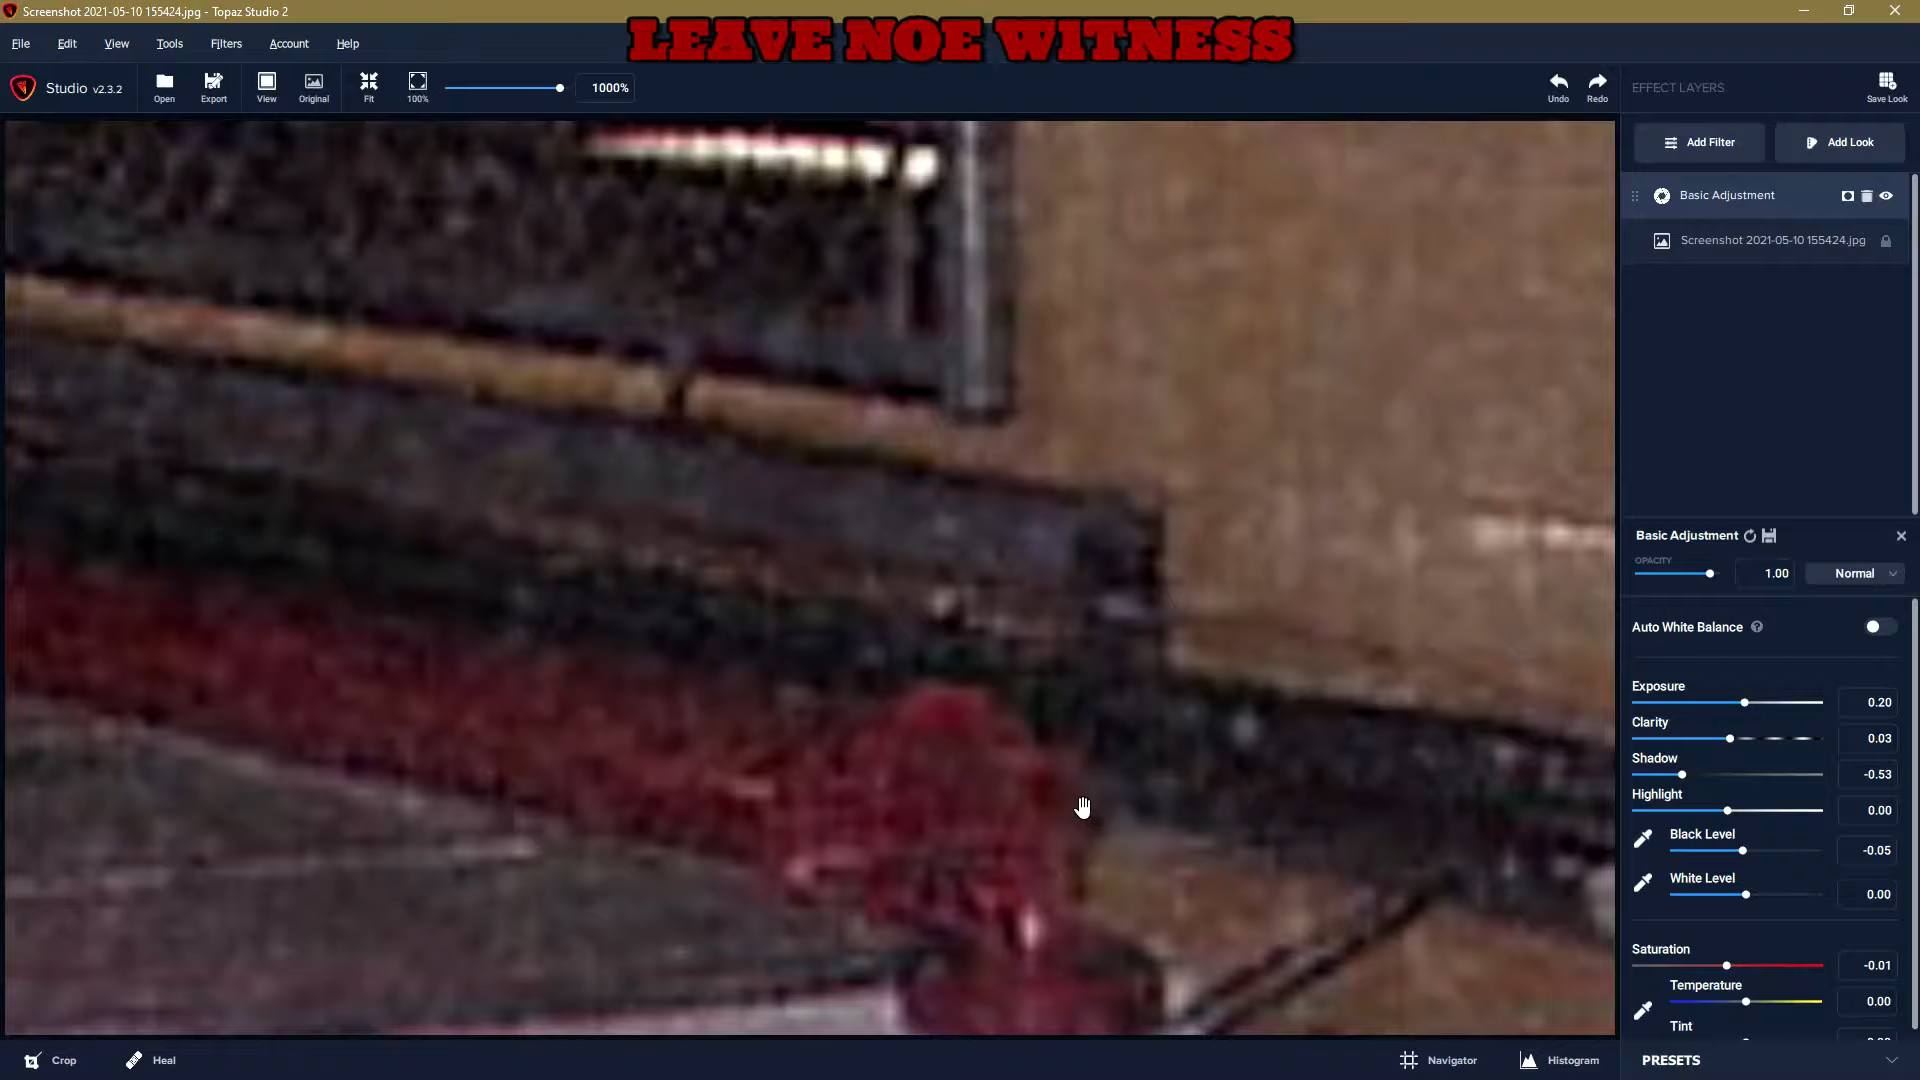 Screenshot 2021-05-10 155424.jpg - Topaz Studio 2
LEAVE NOE WITNESS
File Edit View Tools Filters Account Help
Studio v2.3.2
Open Export View Original Fit 100% 1000% Undo Redo
EFFECT LAYERS
Save Look
Add Filter Add Look
Basic Adjustment
Screenshot 2021-05-10 155424.jpg
Basic Adjustment
OPACITY
1.00 Normal
Auto White Balance ?
Exposure
0.20
Clarity
0.03
Shadow
-0.53
Highlight
0.00
Black Level
-0.05
White Level
0.00
Saturation
-0.01
Temperature
0.00
Tint
Crop Heal Navigator Histogram PRESETS